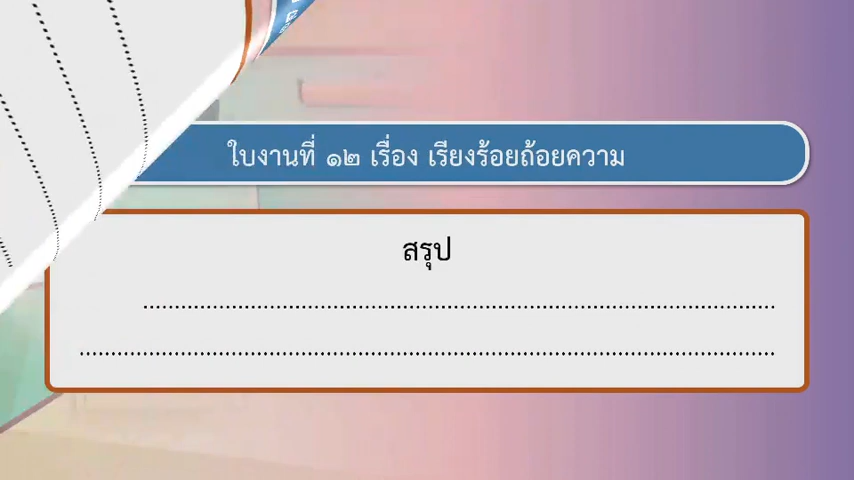 ใบงานที่ ๑๒ เรื่อง เรียงร้อยถ้อยความ
สรุป